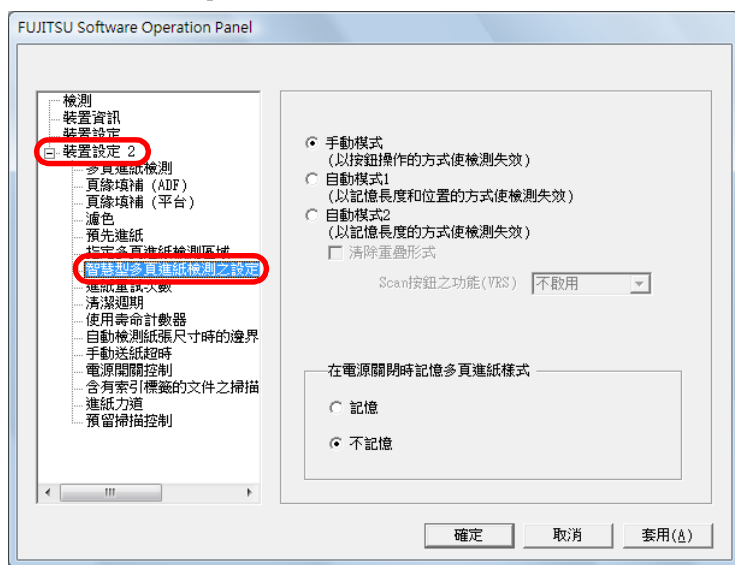 FUJITSU Software Operation Panel
檢測
裝置資訊
裝置設定
裝置設定 2
多頁進紙檢測
頁緣填補 (ADF)
頁緣填補 (平台)
濾色
預先進紙
指定多頁進紙檢測區域
智慧型多頁進紙檢測之設定
進紙重試次數
清潔週期
使用壽命計數器
自動檢測紙張尺寸時的邊界
手動送紙超時
電源開關控制
含有索引標籤的文件之掃描
進紙力道
預留掃描控制
手動模式
(以按鈕操作的方式使檢測失效)
自動模式1
(以記憶長度和位置的方式使檢測失效)
自動模式2
(以記憶長度的方式使檢測失效)
清除重疊形式
Scan按鈕之功能(VRS) 不啟用
在電源關閉時記憶多頁進紙樣式
記憶
不記憶
確定 取消 套用(A)